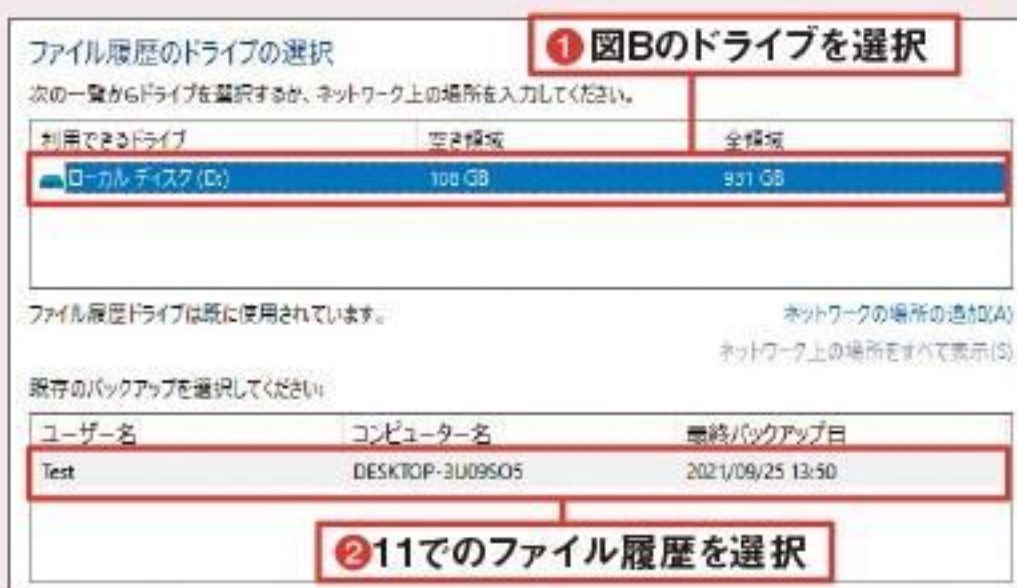 ファイル履歴のドライブの選択
❶図Bのドライブを選択
次の一覧からドライブを選択するか、ネットワーク上の場所を入力してください。
利用できるドライブ 空き領域 全領域
ローカル ディスク (D:) 108 GB 931 GB
ファイル履歴ドライブは既に使用されています。
ネットワークの場所の追加(A)
ネットワーク上の場所をすべて表示(S)
既存のバックアップを選択してください:
ユーザー名 コンピューター名 最終バックアップ日
Test DESKTOP-3U09SO5 2021/09/25 13:50
❷11でのファイル履歴を選択